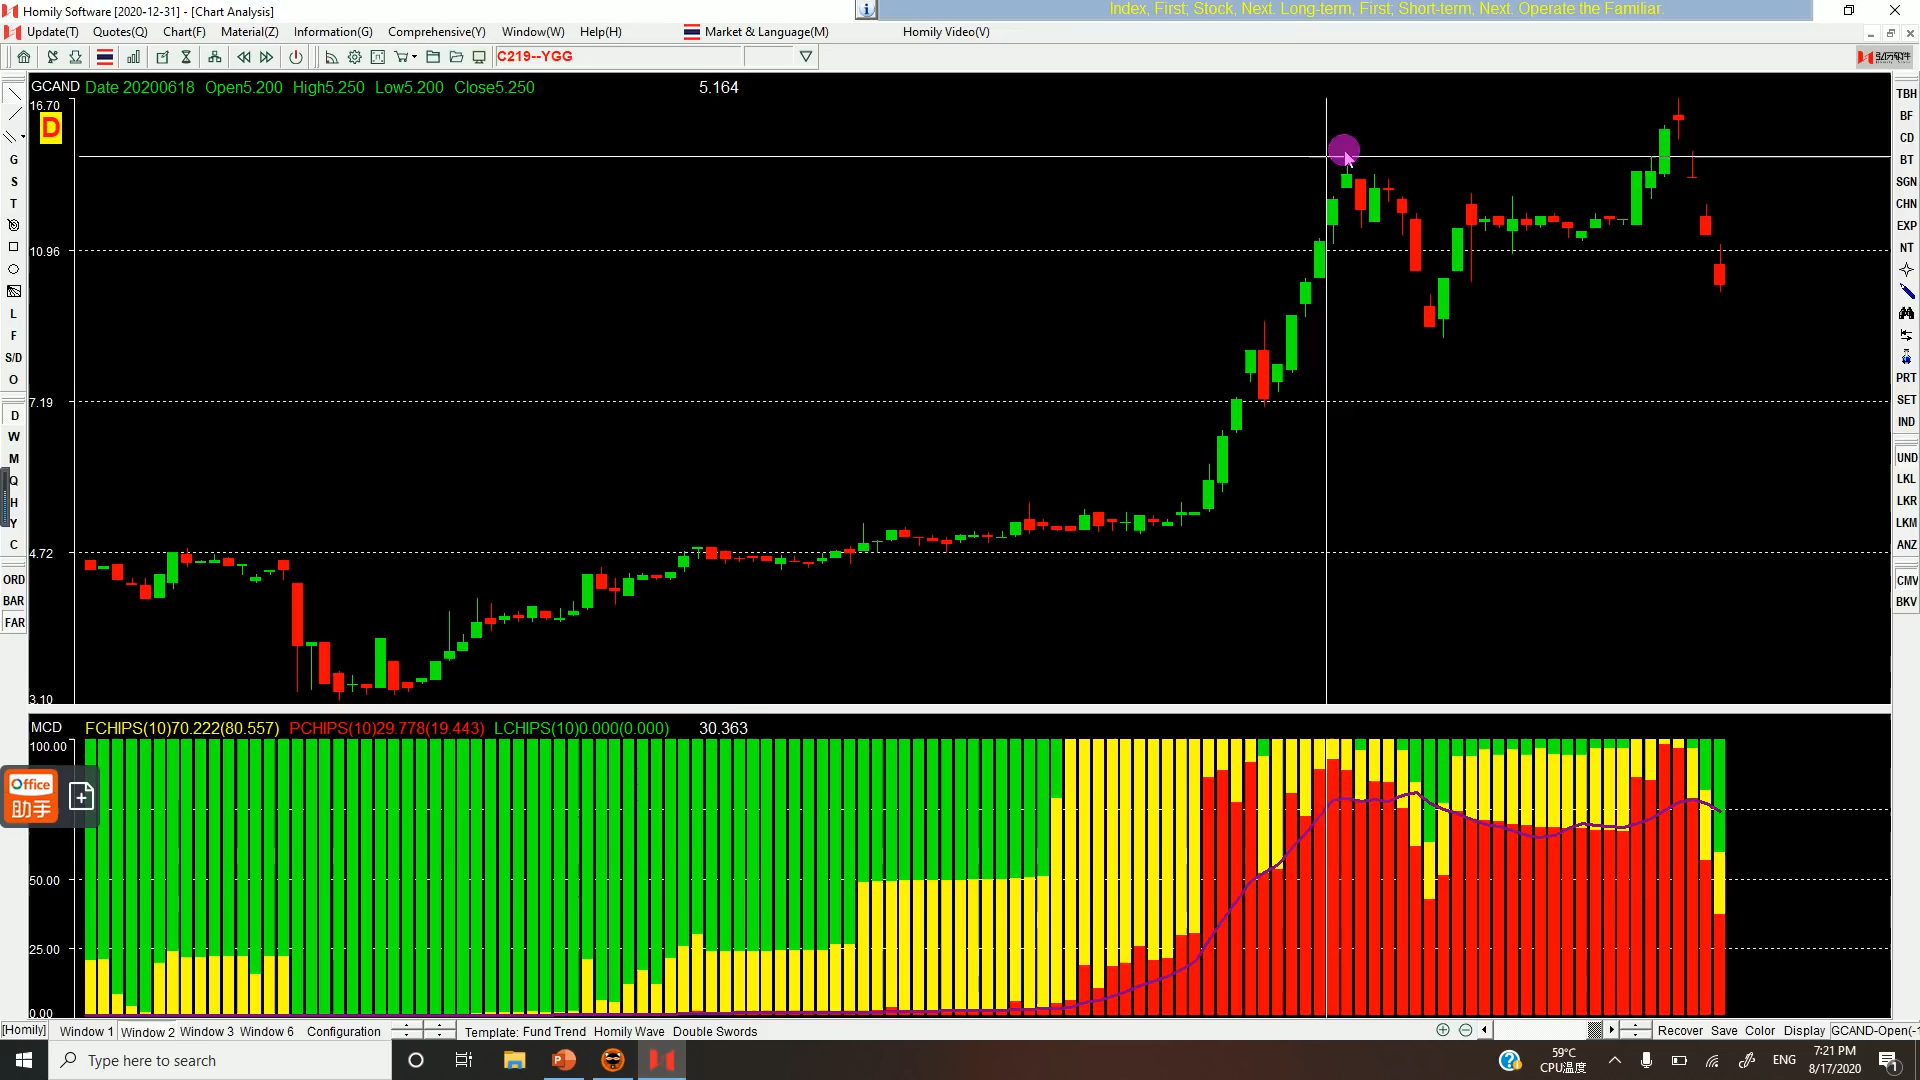 Homily Software [2020-12-31] - [Chart Analysis]
Index, First; Stock, Next. Long-term, First; Short-term, Next. Operate the Familiar.
Update(T) Quotes(Q) Chart(F) Material(Z) Information(G) Comprehensive(Y) Window(W) Help(H) Market & Language(M) Homily Video(V)
C219--YGG
GCAND Date 20200618 Open5.200 High5.250 Low5.200 Close5.250 5.164
16.70
D
10.96
7.19
4.72
3.10
G
S
T
L
F
S/D
O
D
W
M
Q
H
Y
C
ORD
BAR
FAR
TBH
BF
CD
BT
SGN
CHN
EXP
NT
PRT
SET
IND
UND
LKL
LKR
LKM
ANZ
CMV
BKV
MCD FCHIPS(10)70.222(80.557) PCHIPS(10)29.778(19.443) LCHIPS(10)0.000(0.000) 30.363
100.00
Office
助手
50.00
25.00
0.00
[Homily] Window 1 Window 2 Window 3 Window 6 Configuration Template: Fund Trend Homily Wave Double Swords Recover Save Color Display GCAND-Open(-
Type here to search
59°C
CPU温度
ENG
7:21 PM
8/17/2020
1